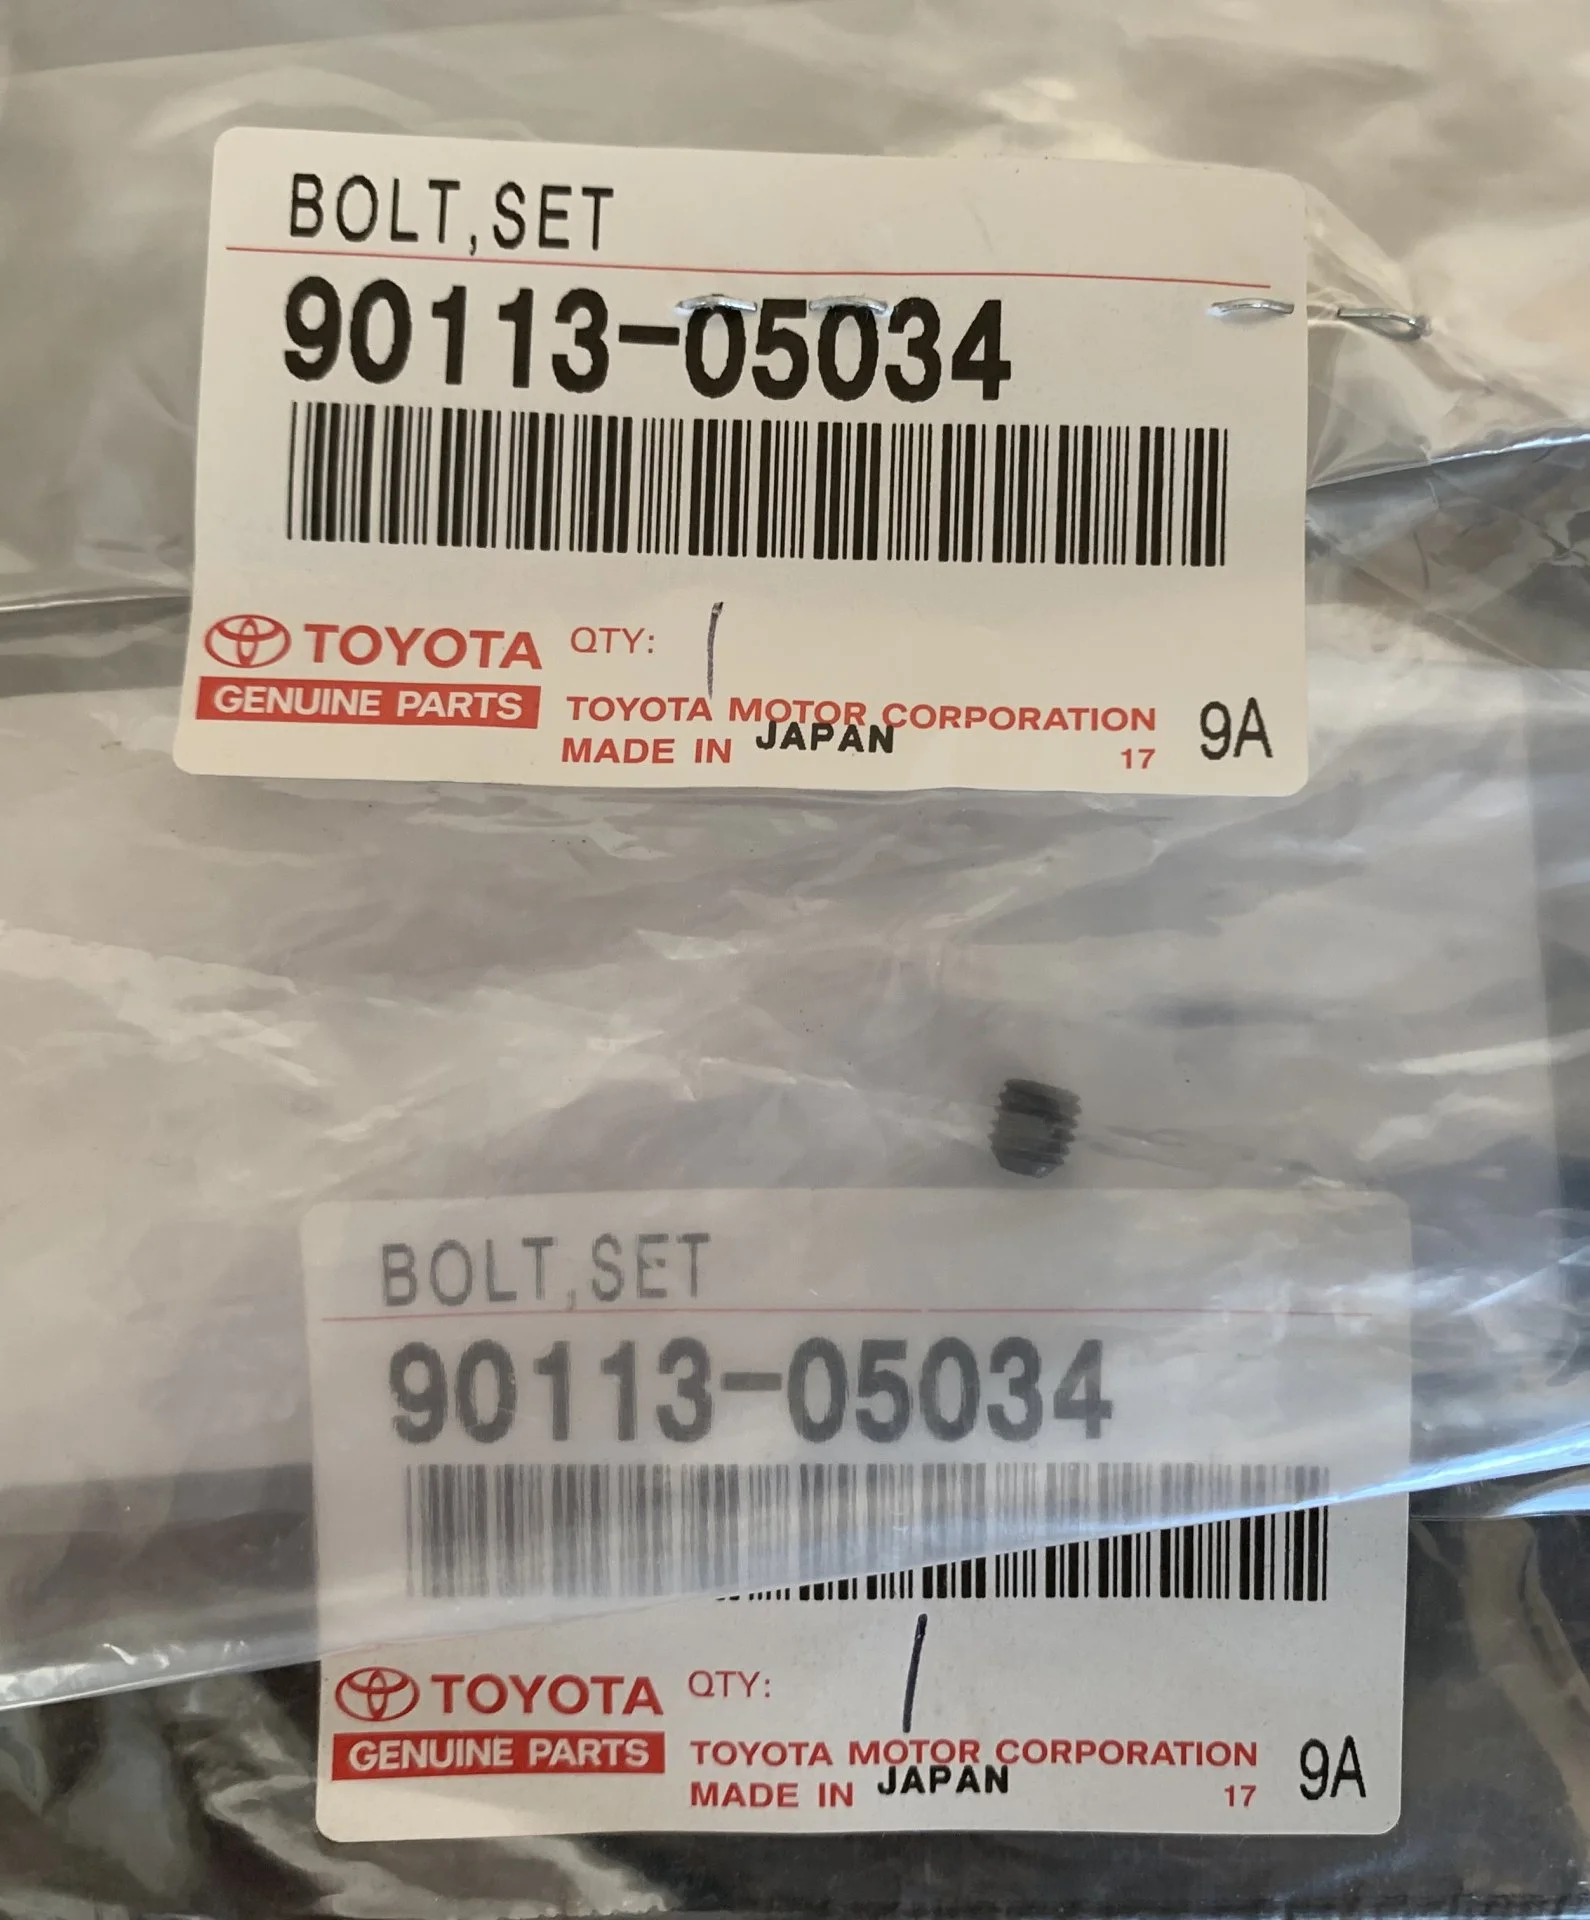 BOLT,SET
90113-05034
TOYOTA QTY: 1
GENUINE PARTS TOYOTA MOTOR CORPORATION 9A
MADE IN JAPAN 17
BOLT,SET
90113-05034
TOYOTA QTY: 1
GENUINE PARTS TOYOTA MOTOR CORPORATION 9A
MADE IN JAPAN 17